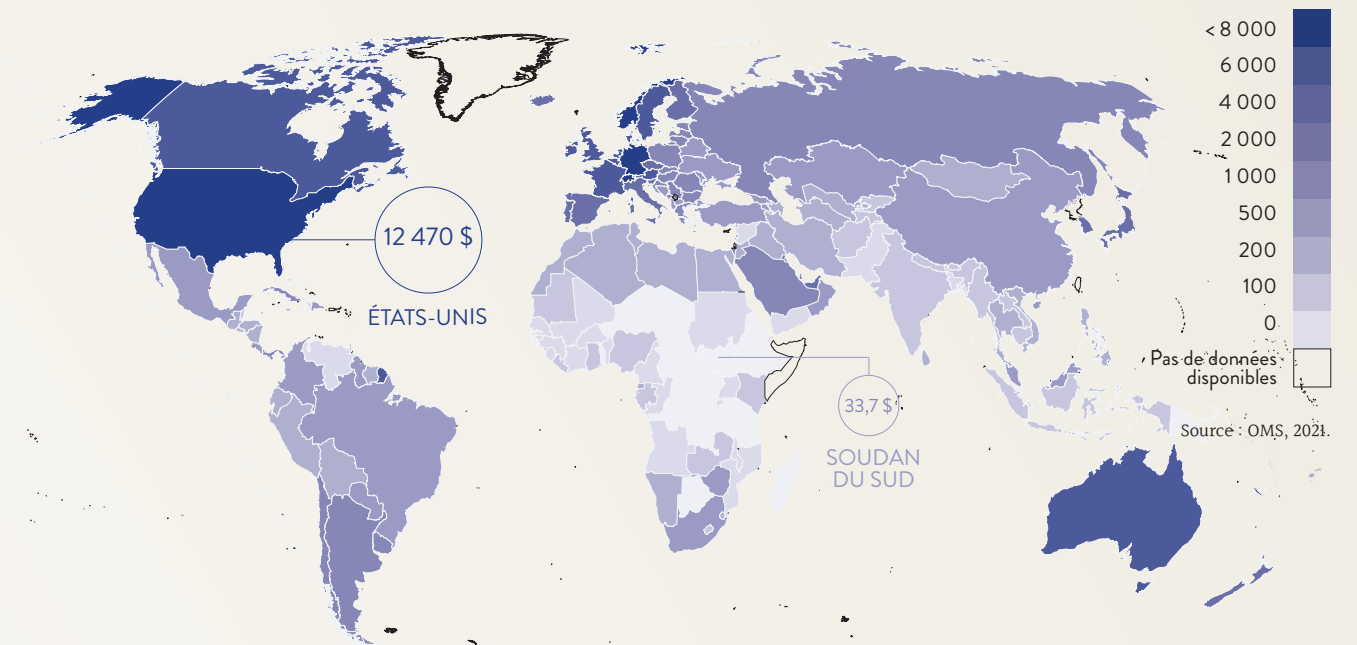 < 8 000
6 000
4 000
2 000
1 000
500
200
100
0
Pas de données
disponibles
Source : OMS, 2021.
12 470 $
ÉTATS-UNIS
33,7 $
SOUDAN
DU SUD